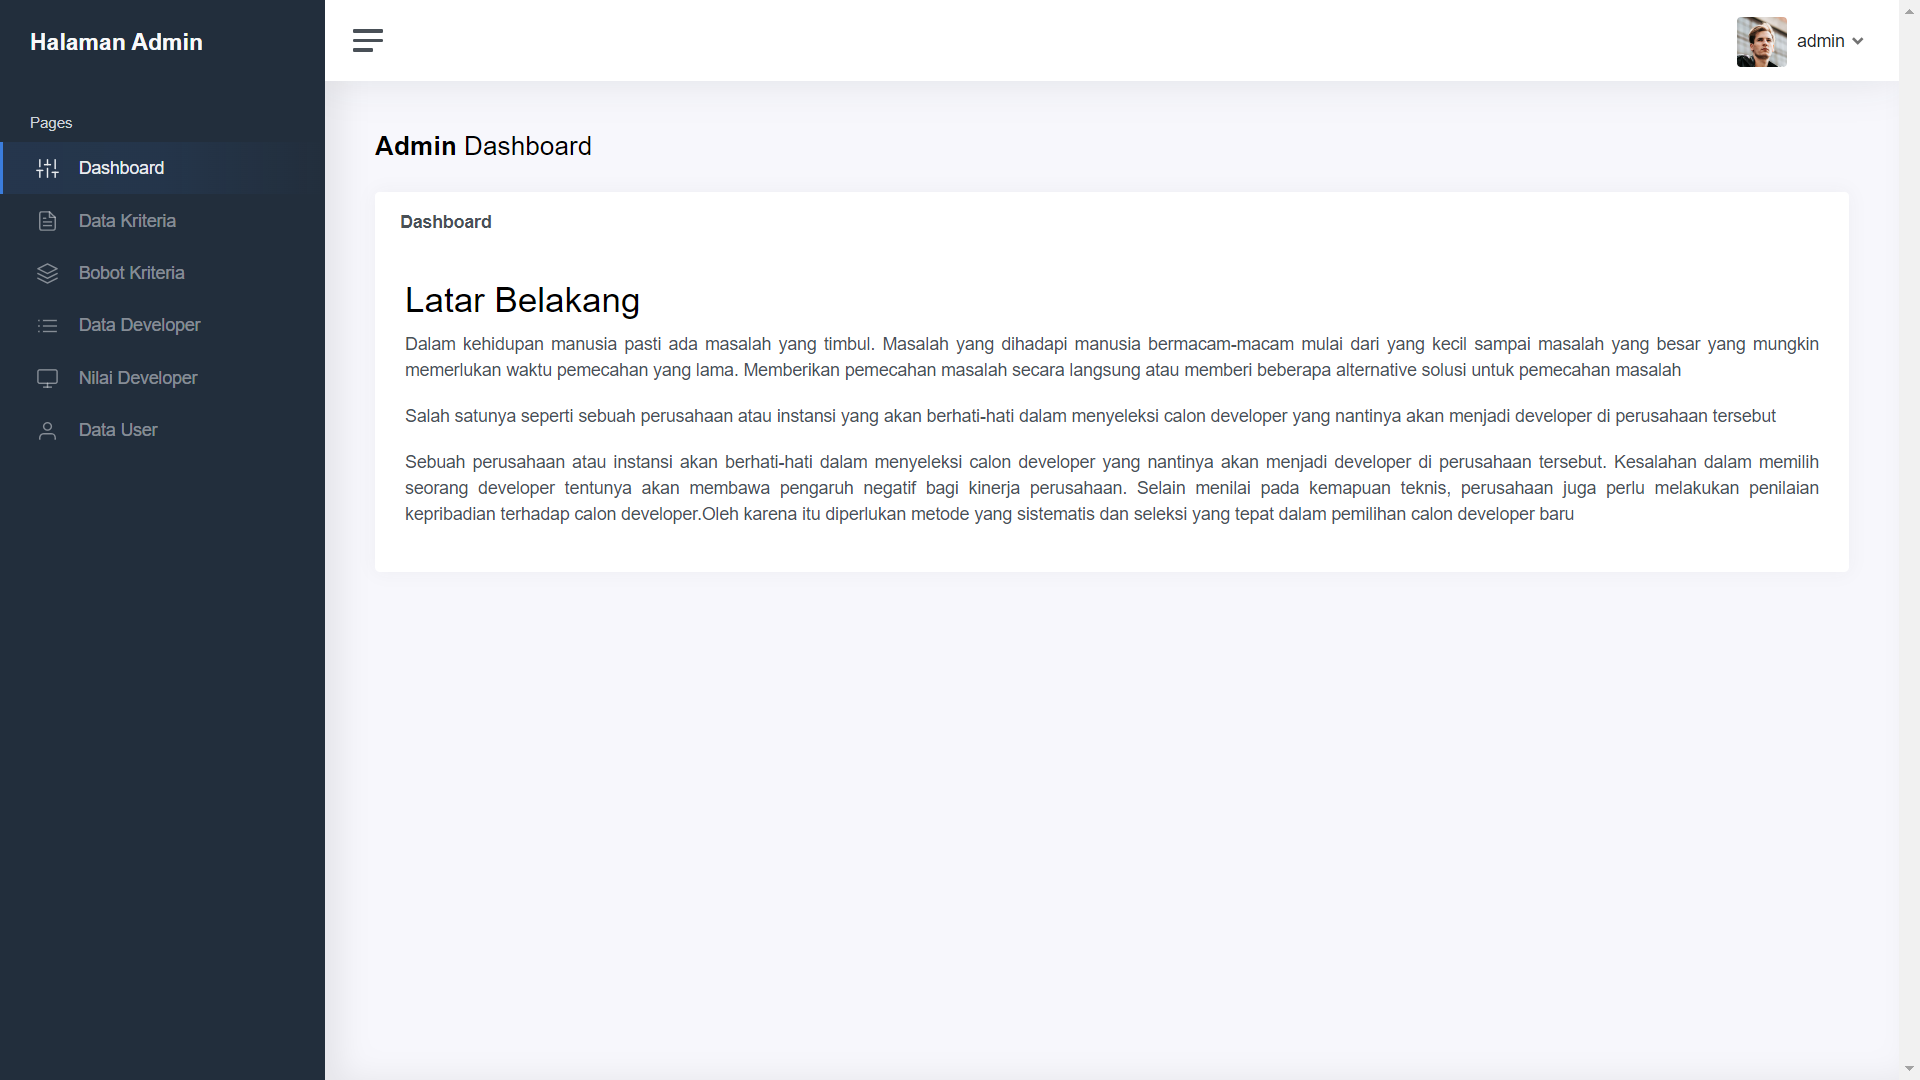 Halaman Admin
admin
Pages
Dashboard
Data Kriteria
Bobot Kriteria
Data Developer
Nilai Developer
Data User
Admin Dashboard
Dashboard
Latar Belakang
Dalam kehidupan manusia pasti ada masalah yang timbul. Masalah yang dihadapi manusia bermacam-macam mulai dari yang kecil sampai masalah yang besar yang mungkin
memerlukan waktu pemecahan yang lama. Memberikan pemecahan masalah secara langsung atau memberi beberapa alternative solusi untuk pemecahan masalah
Salah satunya seperti sebuah perusahaan atau instansi yang akan berhati-hati dalam menyeleksi calon developer yang nantinya akan menjadi developer di perusahaan tersebut
Sebuah perusahaan atau instansi akan berhati-hati dalam menyeleksi calon developer yang nantinya akan menjadi developer di perusahaan tersebut. Kesalahan dalam memilih
seorang developer tentunya akan membawa pengaruh negatif bagi kinerja perusahaan. Selain menilai pada kemapuan teknis, perusahaan juga perlu melakukan penilaian
kepribadian terhadap calon developer.Oleh karena itu diperlukan metode yang sistematis dan seleksi yang tepat dalam pemilihan calon developer baru